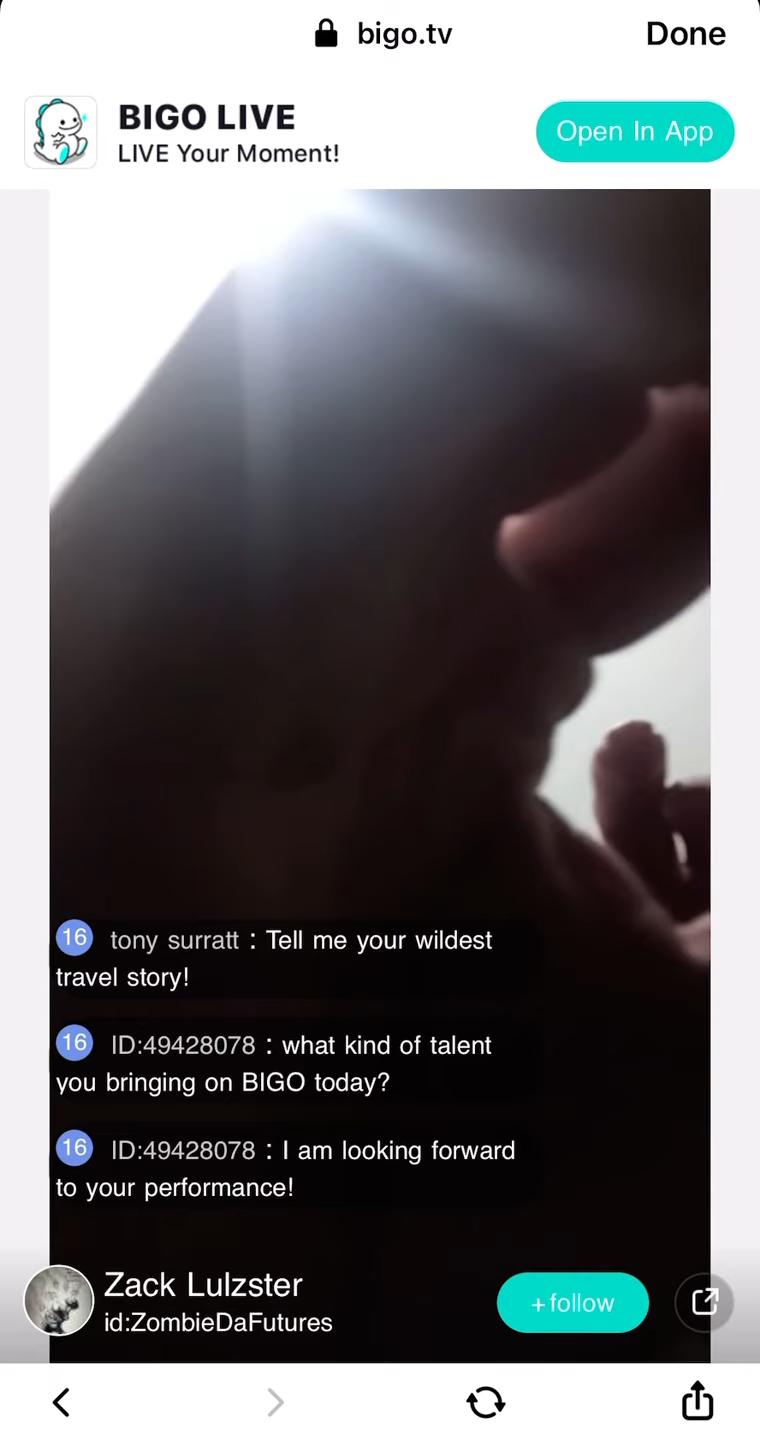 bigo.tv Done
BIGO LIVE
LIVE Your Moment!
Open In App
16 tony surratt : Tell me your wildest
travel story!
16 ID:49428078 : what kind of talent
you bringing on BIGO today?
16 ID:49428078 : I am looking forward
to your performance!
Zack Lulzster
id:ZombieDaFutures
+follow